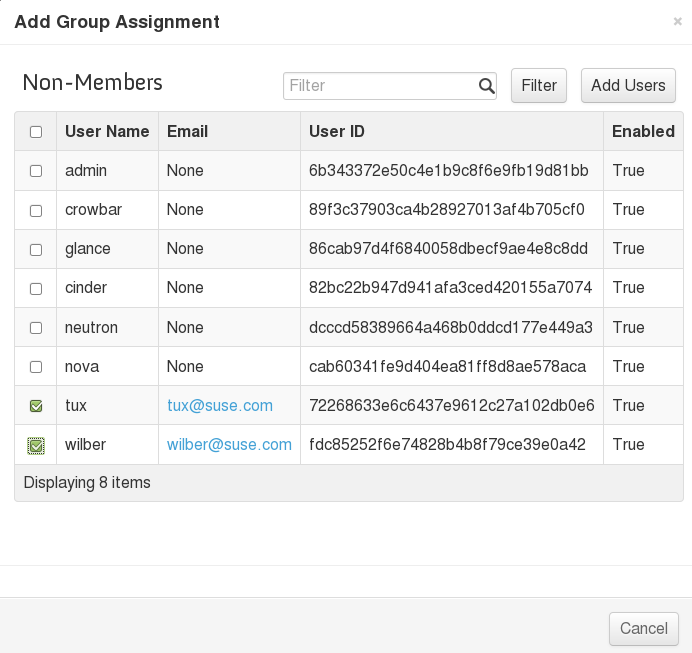 Add Group Assignment ×
Non-Members Filter Filter Add Users
User Name Email User ID Enabled
admin None 6b343372e50c4e1b9c8f6e9fb19d81bb True
crowbar None 89f3c37903ca4b28927013af4b705cf0 True
glance None 86cab97d4f6840058dbecf9ae4e8c8dd True
cinder None 82bc22b947d941afa3ced420155a7074 True
neutron None dcccd58389664a468b0ddcd177e449a3 True
nova None cab60341fe9d404ea81ff8d8ae578aca True
tux tux@suse.com 72268633e6c6437e9612c27a102db0e6 True
wilber wilber@suse.com fdc85252f6e74828b4b8f79ce39e0a42 True
Displaying 8 items
Cancel